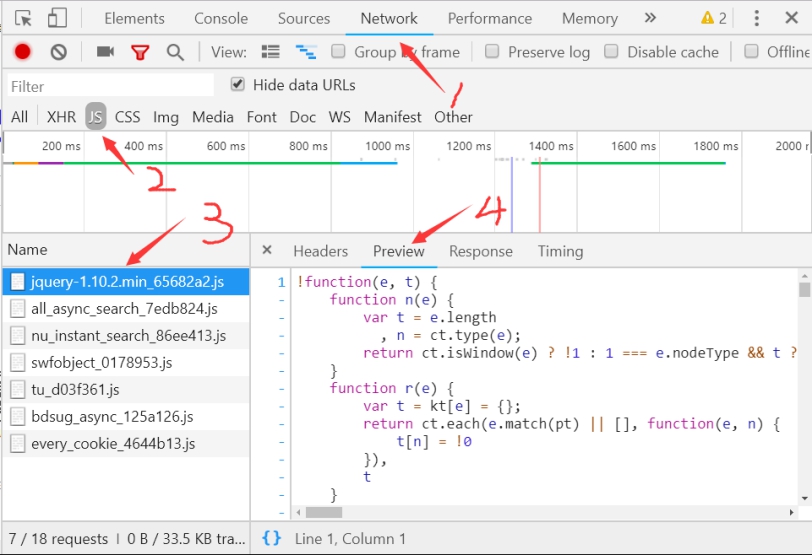 Elements Console Sources Network Performance Memory » 2
View: Group by frame Preserve log Disable cache Offline
Filter Hide data URLs
All XHR JS CSS Img Media Font Doc WS Manifest Other
1
2
200 ms 400 ms 600 ms 800 ms 1000 ms 1200 ms 1400 ms 1600 ms 1800 ms 2000
3
4
Name
× Headers Preview Response Timing
jquery-1.10.2.min_65682a2.js
all_async_search_7edb824.js
nu_instant_search_86ee413.js
swfobject_0178953.js
tu_d03f361.js
bdsug_async_125a126.js
every_cookie_4644b13.js
1 !function(e, t) {
- function n(e) {
- var t = e.length
- , n = ct.type(e);
- return ct.isWindow(e) ? !1 : 1 === e.nodeType && t ?
- }
- function r(e) {
- var t = kt[e] = {};
- return ct.each(e.match(pt) || [], function(e, n) {
- t[n] = !0
- }),
- t
- }
7 / 18 requests | 0 B / 33.5 KB tra...
{} Line 1, Column 1